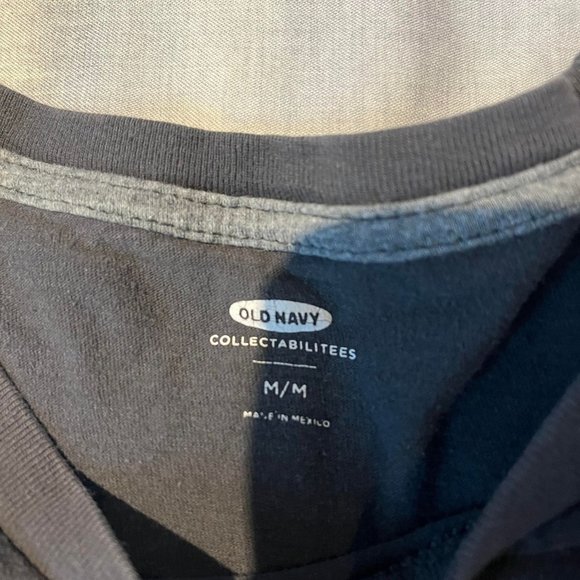 OLD NAVY
COLLECTABILITEES
M/M
MADE IN MEXICO